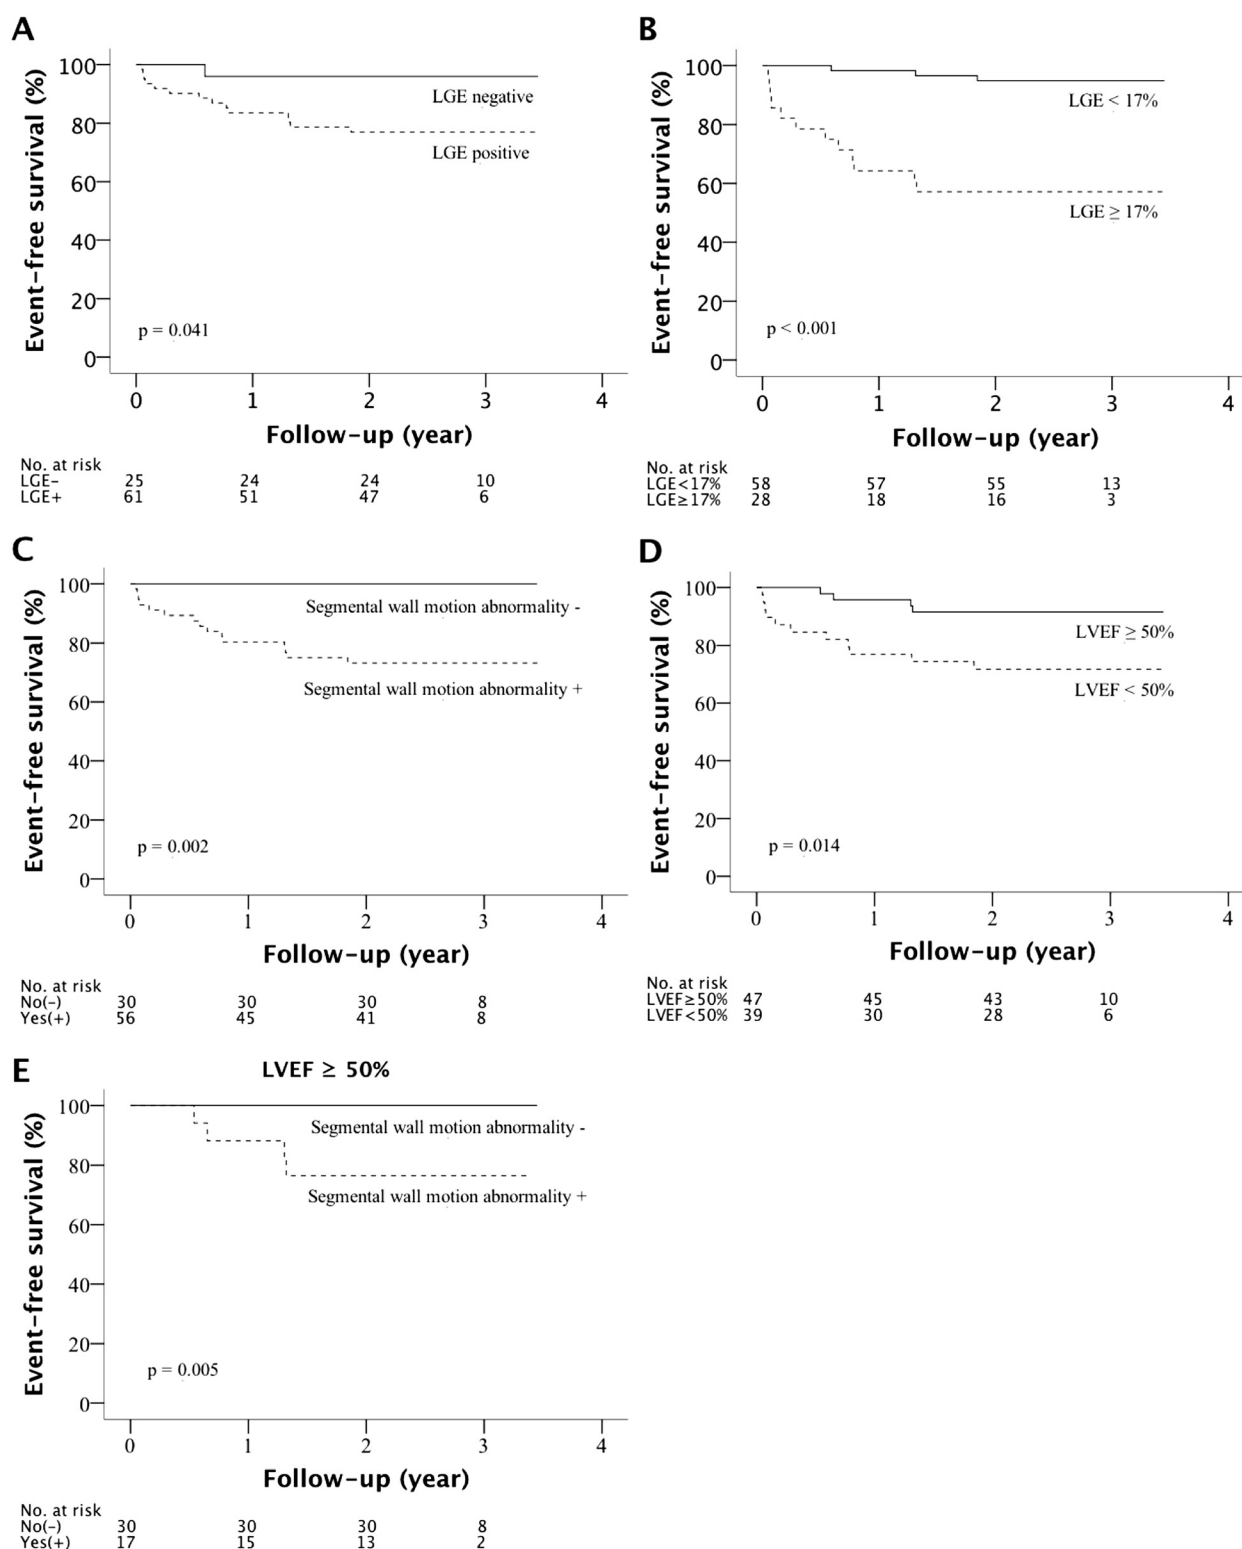 A
Event-free survival (%)
100
80
60
40
20
0
LGE negative
LGE positive
p = 0.041
0 1 2 3 4
Follow-up (year)
No. at risk
LGE- 25 24 24 10
LGE+ 61 51 47 6
B
Event-free survival (%)
100
80
60
40
20
0
LGE < 17%
LGE ≥ 17%
p < 0.001
0 1 2 3 4
Follow-up (year)
No. at risk
LGE<17% 58 57 55 13
LGE≥17% 28 18 16 3
C
Event-free survival (%)
100
80
60
40
20
0
Segmental wall motion abnormality -
Segmental wall motion abnormality +
p = 0.002
0 1 2 3 4
Follow-up (year)
No. at risk
No(-) 30 30 30 8
Yes(+) 56 45 41 8
D
Event-free survival (%)
100
80
60
40
20
0
LVEF ≥ 50%
LVEF < 50%
p = 0.014
0 1 2 3 4
Follow-up (year)
No. at risk
LVEF≥50% 47 45 43 10
LVEF<50% 39 30 28 6
E
LVEF ≥ 50%
Event-free survival (%)
100
80
60
40
20
0
Segmental wall motion abnormality -
Segmental wall motion abnormality +
p = 0.005
0 1 2 3 4
Follow-up (year)
No. at risk
No(-) 30 30 30 8
Yes(+) 17 15 13 2